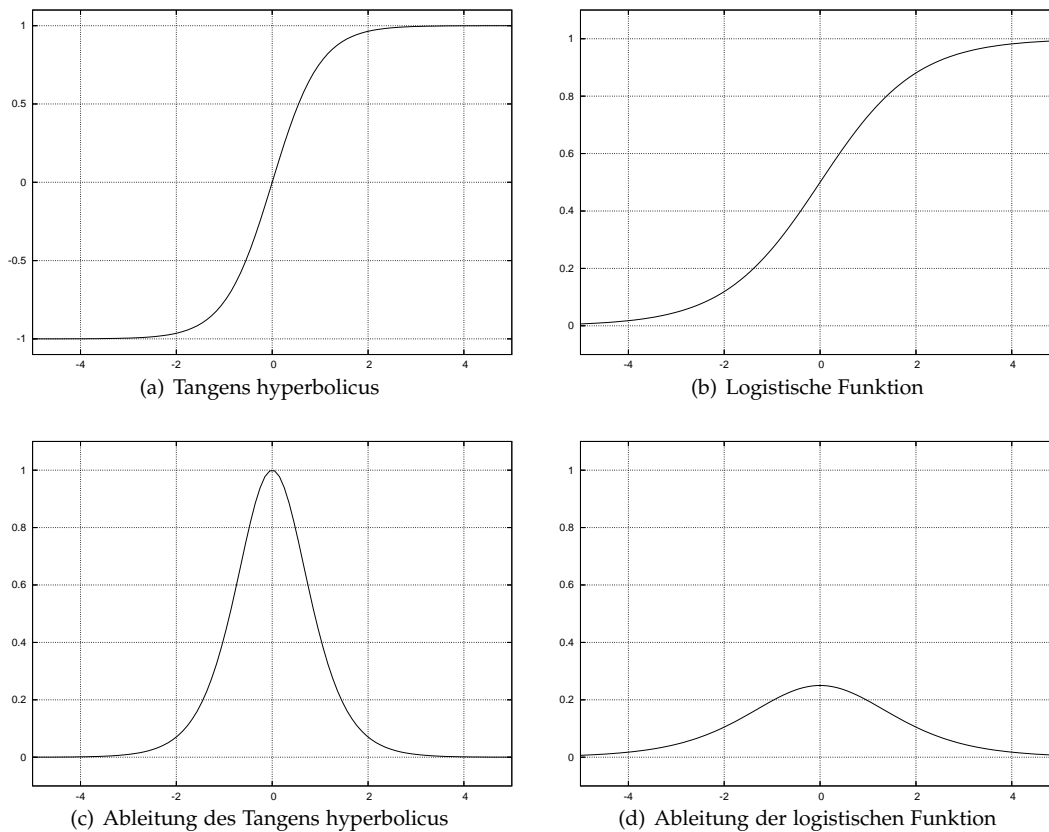 1
0.5
0
-0.5
-1
-4 -2 0 2 4
(a) Tangens hyperbolicus
1
0.8
0.6
0.4
0.2
0
-4 -2 0 2 4
(b) Logistische Funktion
1
0.8
0.6
0.4
0.2
0
-4 -2 0 2 4
(c) Ableitung des Tangens hyperbolicus
1
0.8
0.6
0.4
0.2
0
-4 -2 0 2 4
(d) Ableitung der logistischen Funktion